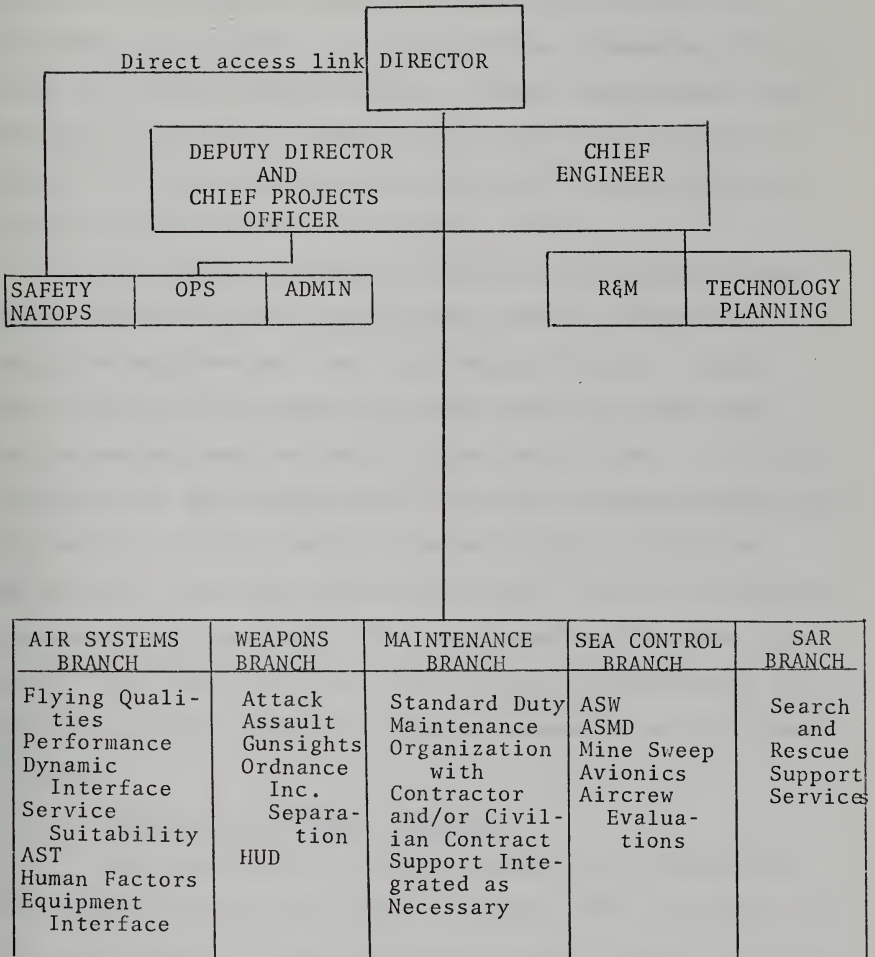 Direct access link
DIRECTOR
DEPUTY DIRECTOR
AND
CHIEF PROJECTS
OFFICER
CHIEF
ENGINEER
SAFETY
NATOPS
OPS
ADMIN
R&M
TECHNOLOGY
PLANNING
AIR SYSTEMS
BRANCH
Flying Quali-
ties
Performance
Dynamic
Interface
Service
Suitability
AST
Human Factors
Equipment
Interface
WEAPONS
BRANCH
Attack
Assault
Gunsights
Ordnance
Inc.
Separa-
tion
HUD
MAINTENANCE
BRANCH
Standard Duty
Maintenance
Organization
with
Contractor
and/or Civil-
ian Contract
Support Inte-
grated as
Necessary
SEA CONTROL
BRANCH
ASW
ASMD
Mine Sweep
Avionics
Aircrew
Evalua-
tions
SAR
BRANCH
Search
and
Rescue
Support
Services